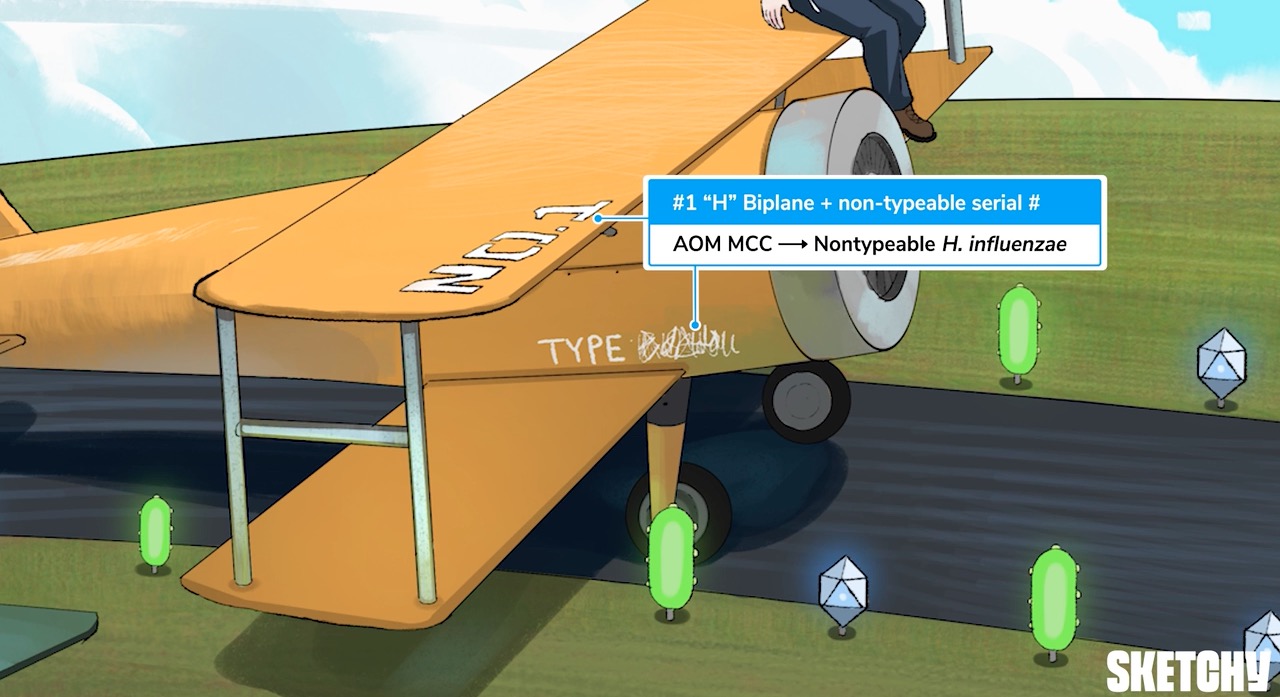 #1 “H” Biplane + non-typeable serial #
AOM MCC ⟶ Nontypeable H. influenzae
NO.1
TYPE
SKETCHY